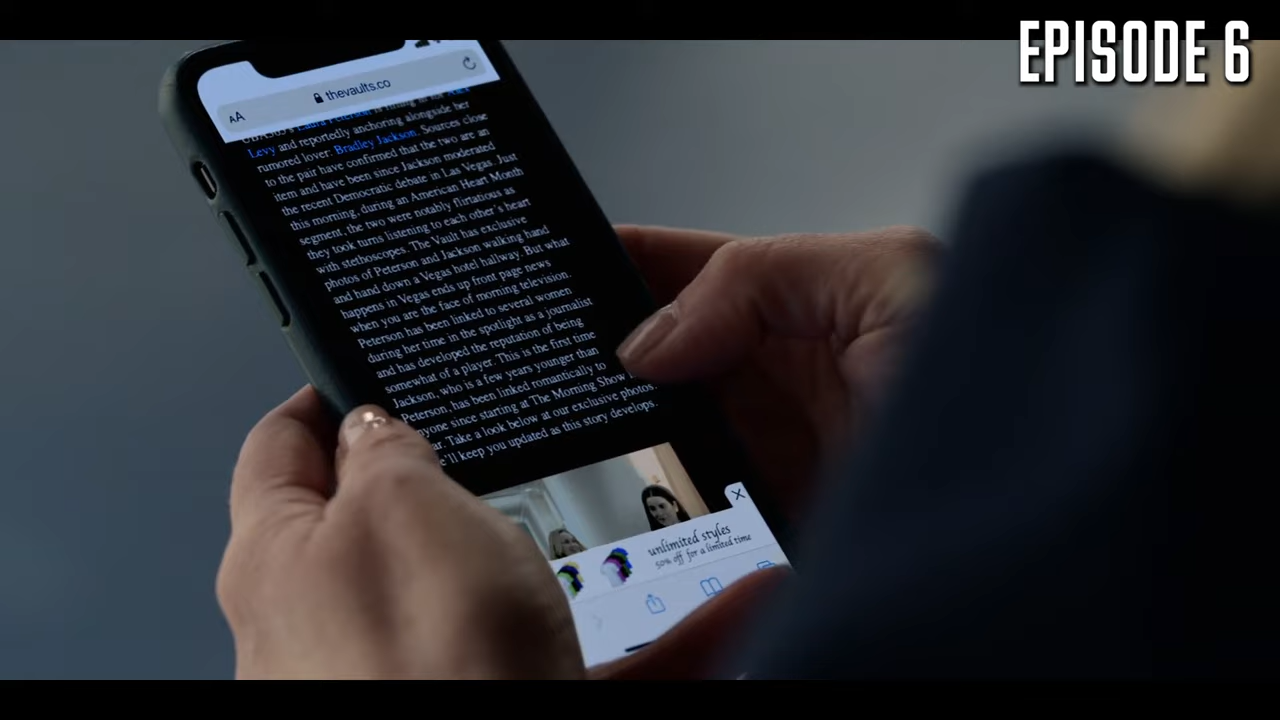 EPISODE 6
AA
thevaults.co
Levy and reportedly anchoring alongside her
rumored lover: Bradley Jackson. Sources close
to the pair have confirmed that the two are an
item and have been since Jackson moderated
the recent Democratic debate in Las Vegas. Just
this morning, during an American Heart Month
segment, the two were notably flirtatious as
they took turns listening to each other's heart
with stethoscopes. The Vault has exclusive
photos of Peterson and Jackson walking hand
and hand down a Vegas hotel hallway. But what
happens in Vegas ends up front page news
when you are the face of morning television.
Peterson has been linked to several women
during her time in the spotlight as a journalist
and has developed the reputation of being
somewhat of a player. This is the first time
Jackson, who is a few years younger than
Peterson, has been linked romantically to
anyone since starting at The Morning Show
Take a look below at our exclusive photos.
We'll keep you updated as this story develops.
unlimited styles
50% off for a limited time